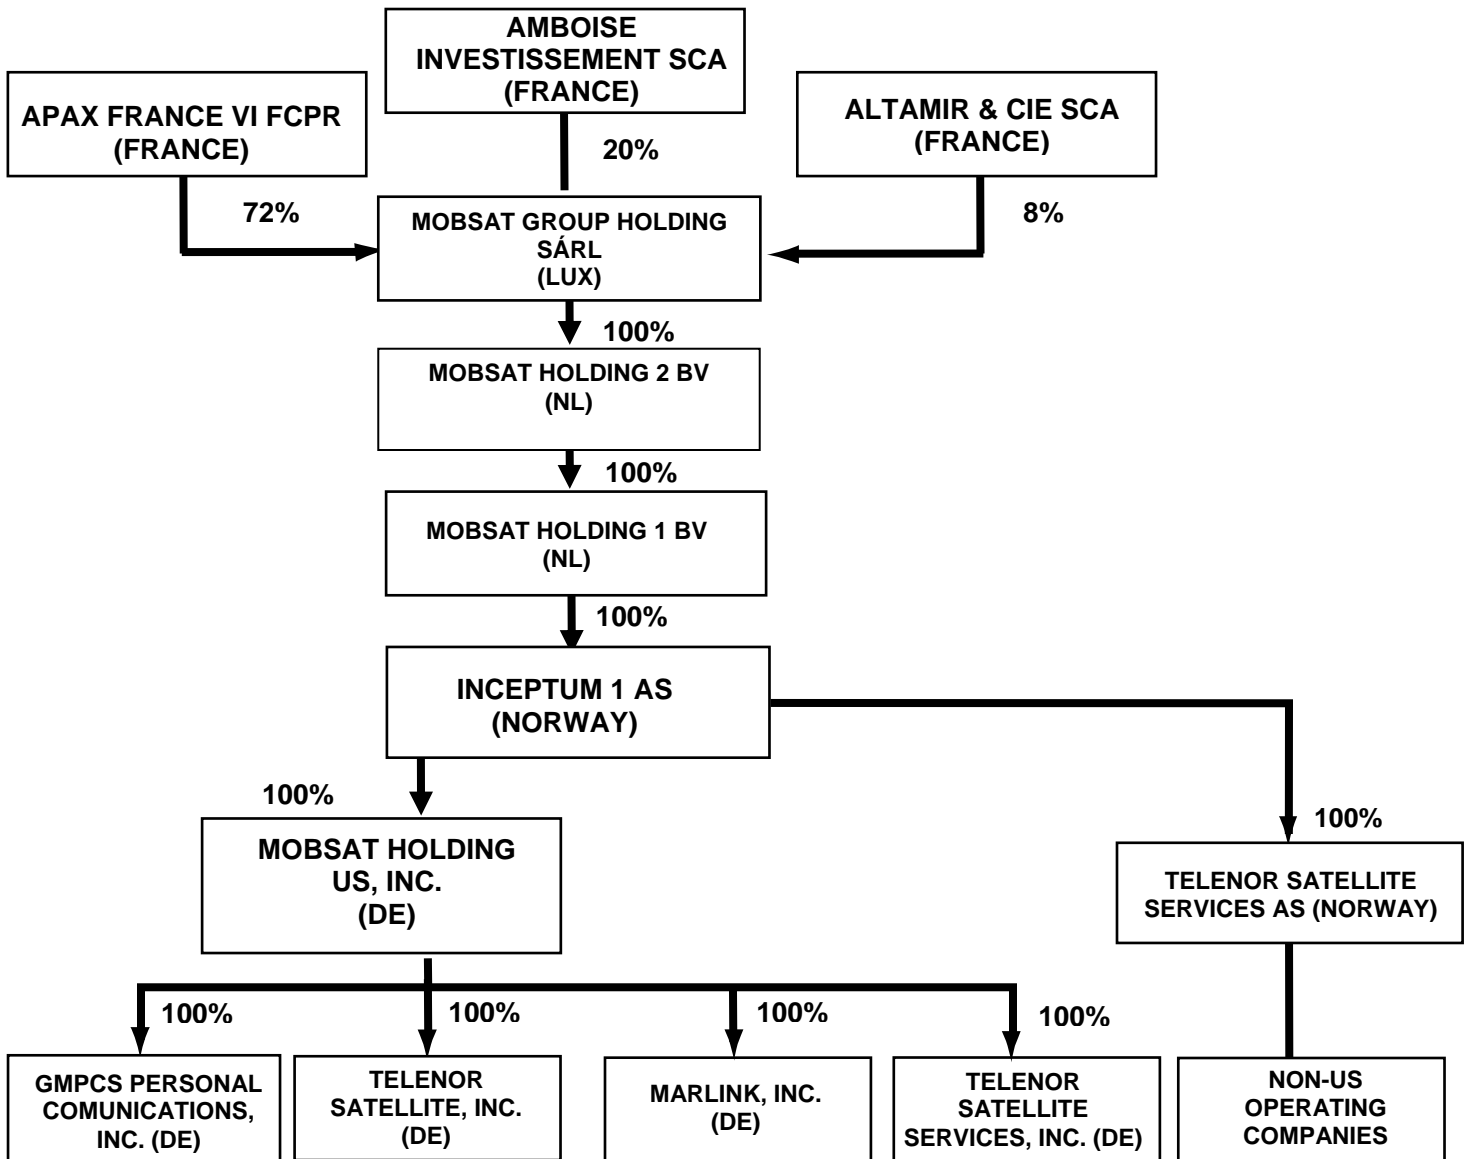 AMBOISE
INVESTISSEMENT SCA
(FRANCE)
APAX FRANCE VI FCPR
(FRANCE)
ALTAMIR & CIE SCA
(FRANCE)
20%
72%
8%
MOBSAT GROUP HOLDING
SÁRL
(LUX)
100%
MOBSAT HOLDING 2 BV
(NL)
100%
MOBSAT HOLDING 1 BV
(NL)
100%
INCEPTUM 1 AS
(NORWAY)
100%
100%
MOBSAT HOLDING
US, INC.
(DE)
TELENOR SATELLITE
SERVICES AS (NORWAY)
100%
100%
100%
100%
GMPCS PERSONAL
COMUNICATIONS,
INC. (DE)
TELENOR
SATELLITE, INC.
(DE)
MARLINK, INC.
(DE)
TELENOR
SATELLITE
SERVICES, INC. (DE)
NON-US
OPERATING
COMPANIES